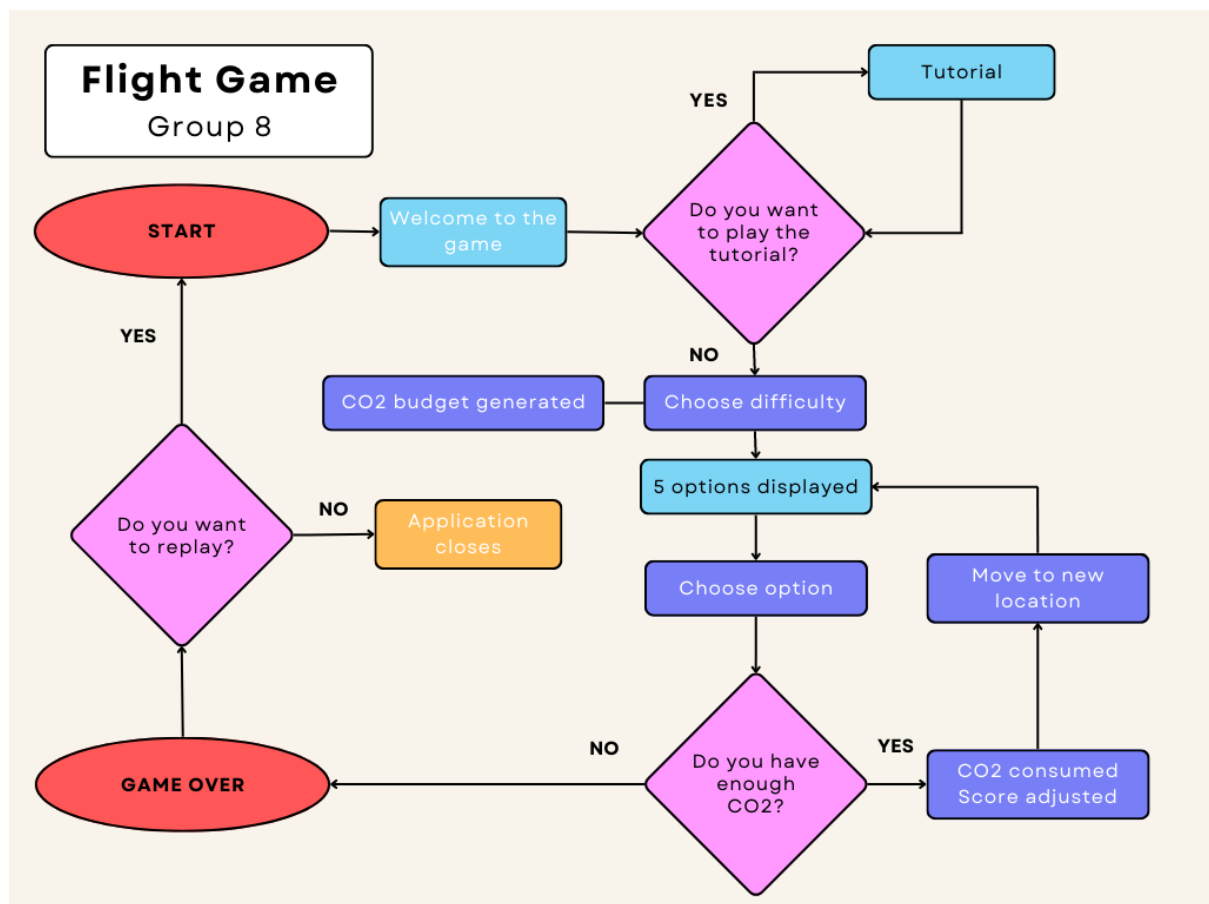 Flight Game
Group 8
START
Welcome to the
game
Do you want
to play the
tutorial?
YES
Tutorial
NO
Choose difficulty
CO2 budget generated
5 options displayed
Choose option
Do you have
enough
CO2?
YES
CO2 consumed
Score adjusted
Move to new
location
NO
GAME OVER
Do you want
to replay?
YES
NO
Application
closes